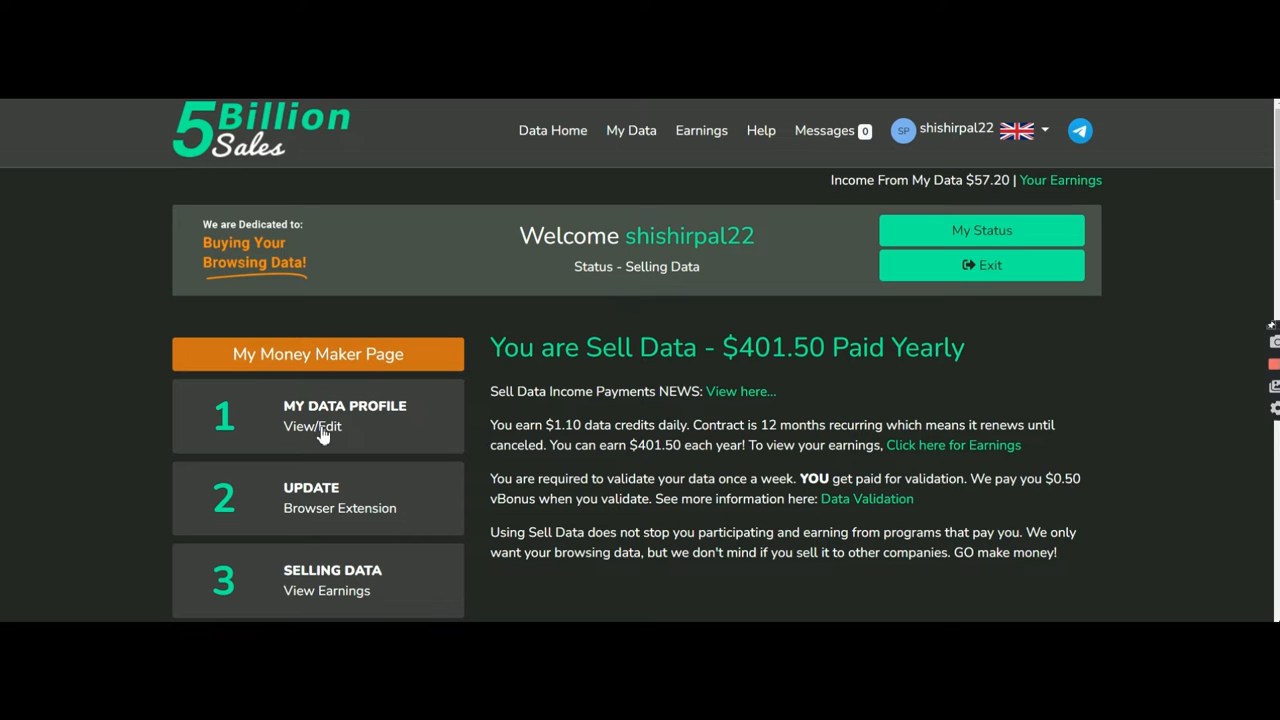 5 Billion
Sales
Data Home My Data Earnings Help Messages 0 SP shishirpal22
Income From My Data $57.20 | Your Earnings
We are Dedicated to:
Buying Your
Browsing Data!
Welcome shishirpal22
Status - Selling Data
My Status
Exit
My Money Maker Page
1 MY DATA PROFILE
View/Edit
2 UPDATE
Browser Extension
3 SELLING DATA
View Earnings
You are Sell Data - $401.50 Paid Yearly
Sell Data Income Payments NEWS: View here...
You earn $1.10 data credits daily. Contract is 12 months recurring which means it renews until
canceled. You can earn $401.50 each year! To view your earnings, Click here for Earnings
You are required to validate your data once a week. YOU get paid for validation. We pay you $0.50
vBonus when you validate. See more information here: Data Validation
Using Sell Data does not stop you participating and earning from programs that pay you. We only
want your browsing data, but we don't mind if you sell it to other companies. GO make money!